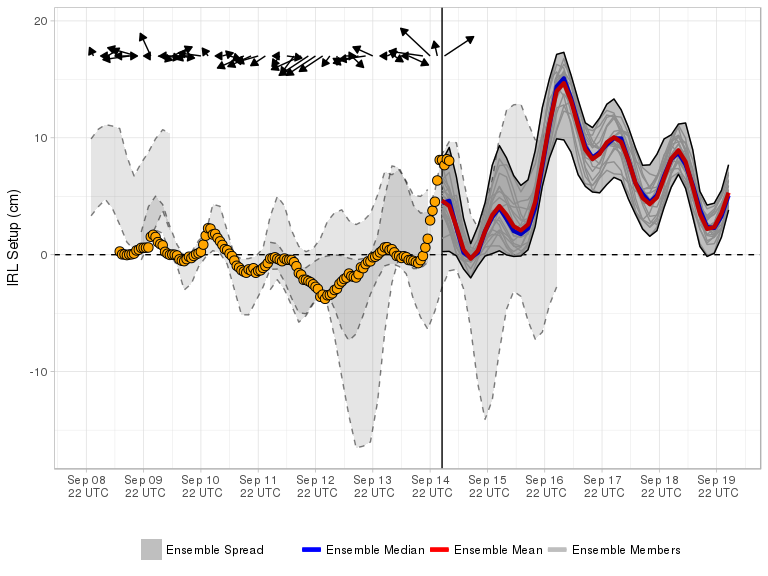 IRL Setup (cm)
20
10
0
-10
Sep 08 Sep 09 Sep 10 Sep 11 Sep 12 Sep 13 Sep 14 Sep 15 Sep 16 Sep 17 Sep 18 Sep 19
22 UTC 22 UTC 22 UTC 22 UTC 22 UTC 22 UTC 22 UTC 22 UTC 22 UTC 22 UTC 22 UTC 22 UTC
Ensemble Spread Ensemble Median Ensemble Mean Ensemble Members